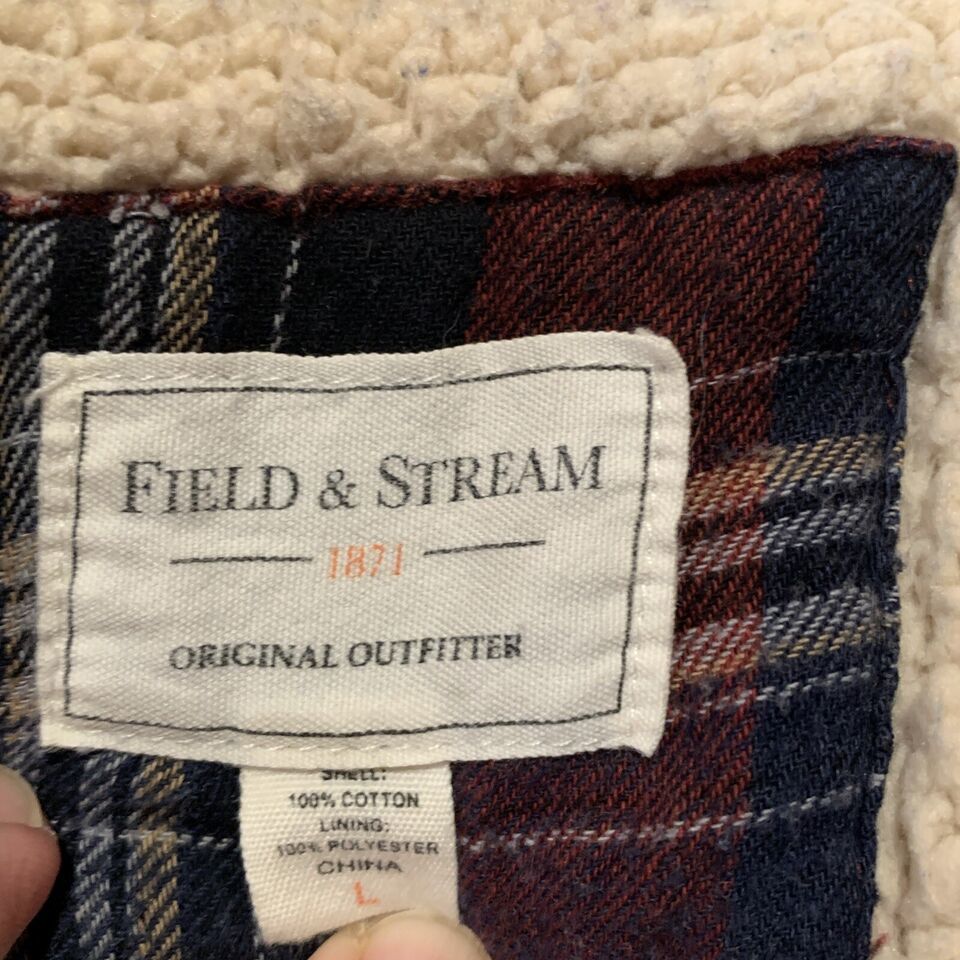 FIELD & STREAM
1871
ORIGINAL OUTFITTER
SHELL:
100% COTTON
LINING:
100% POLYESTER
CHINA
L